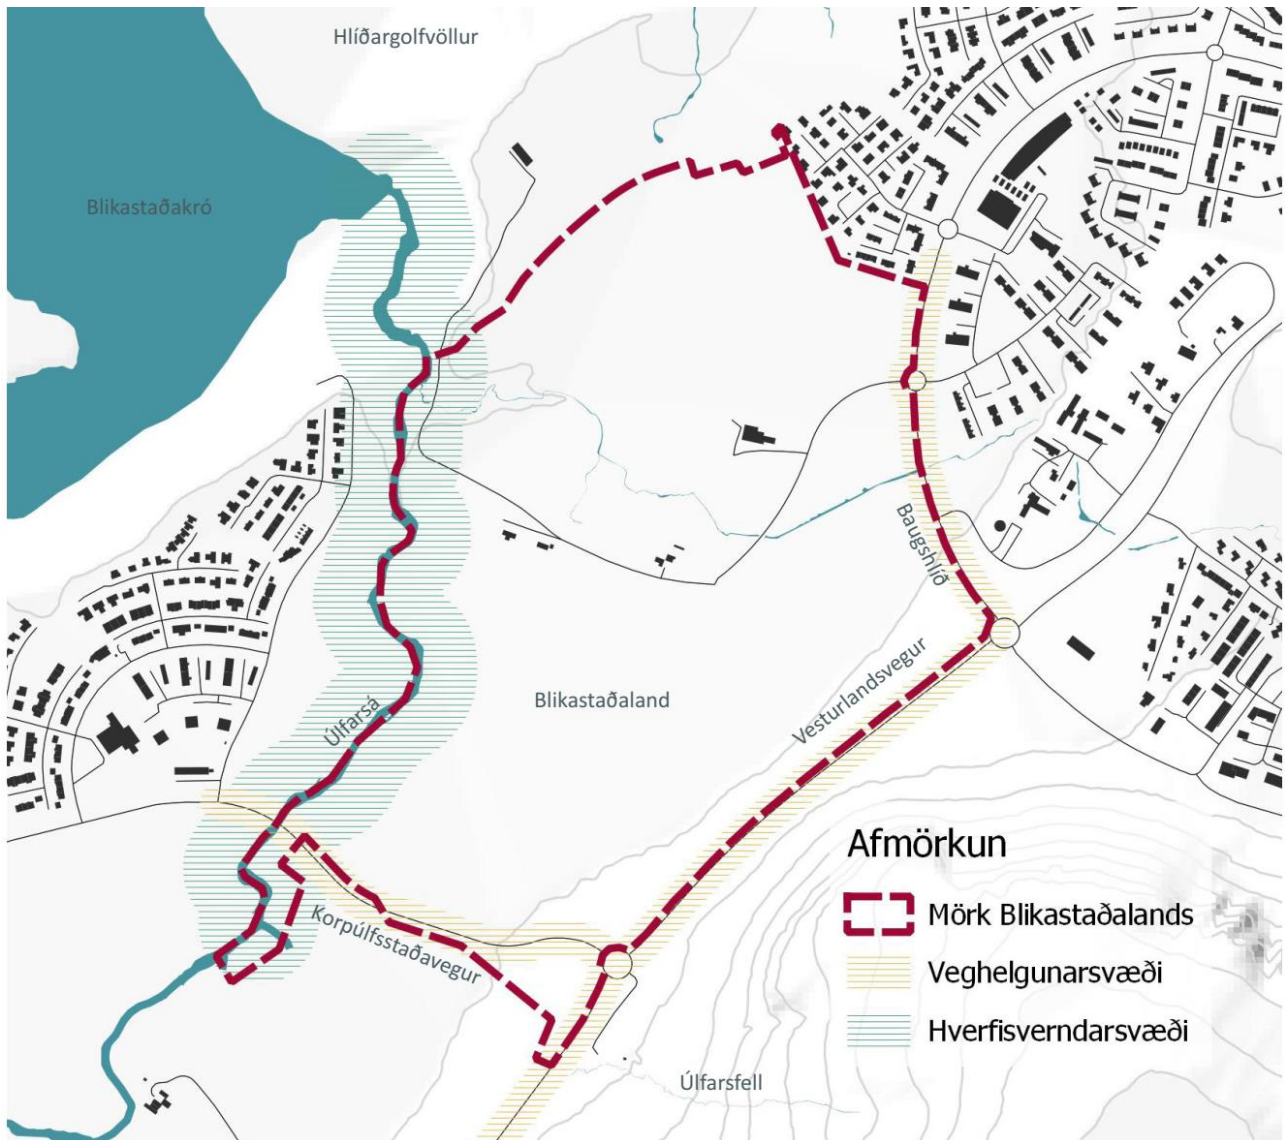 Hlíðargolfvöllur
Blikastaðakró
Baugshlíð
Vesturlandsvegur
Blikastaðaland
Úlfarsá
Korpúlfsstaðavegur
Úlfarsfell
Afmörkun
Mörk Blikastaðalands
Veghelgunarsvæði
Hverfisverndarsvæði